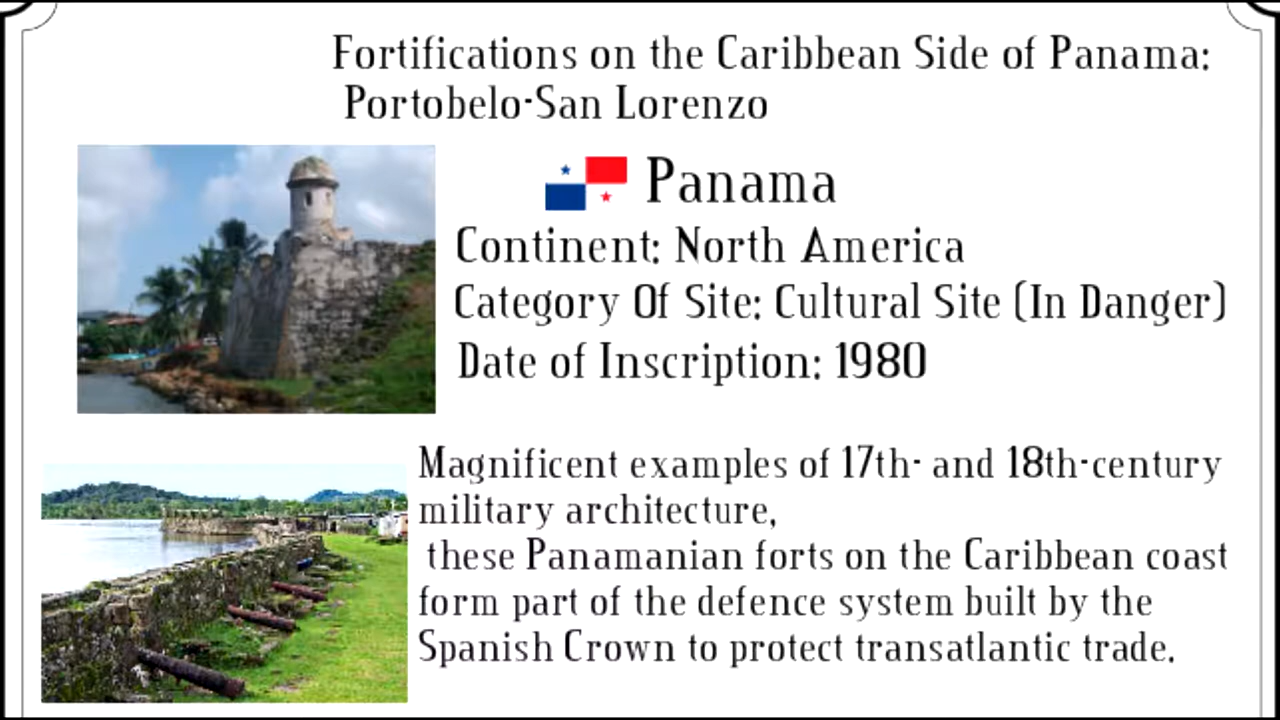 Fortifications on the Caribbean Side of Panama:
Portobelo-San Lorenzo
Panama
Continent: North America
Category Of Site: Cultural Site (In Danger)
Date of Inscription: 1980
Magnificent examples of 17th- and 18th-century
military architecture,
these Panamanian forts on the Caribbean coast
form part of the defence system built by the
Spanish Crown to protect transatlantic trade.